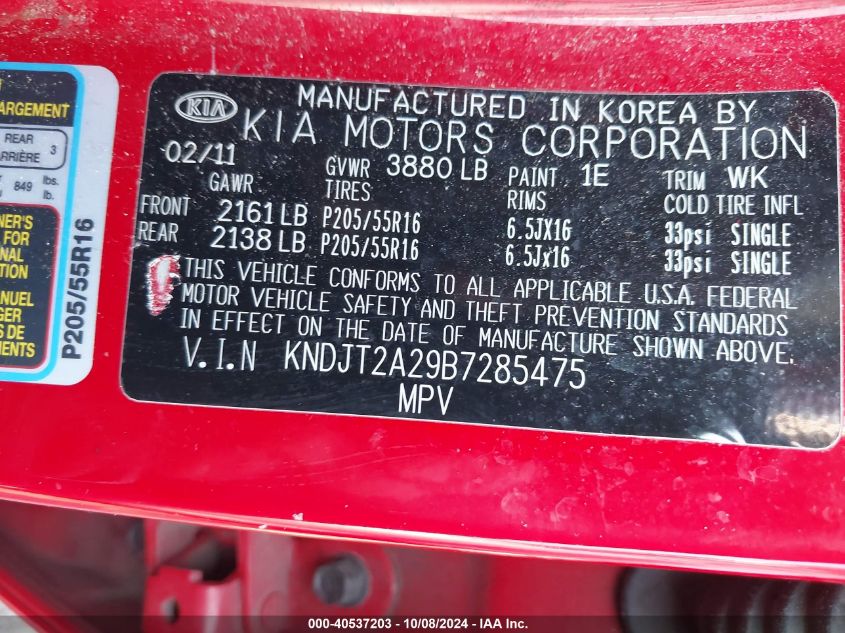 ARGEMENT
REAR 3
ARRIÈRE
849 lbs.
lb.
NER'S
FOR
NAL
TION
NUEL
GER
S DE
MENTS
P205/55R16
KIA
MANUFACTURED IN KOREA BY
KIA MOTORS CORPORATION
02/11 GVWR 3880 LB PAINT 1E TRIM WK
GAWR TIRES RIMS COLD TIRE INFL
FRONT 2161 LB P205/55R16 6.5JX16 33psi SINGLE
REAR 2138 LB P205/55R16 6.5Jx16 33psi SINGLE
THIS VEHICLE CONFORMS TO ALL APPLICABLE U.S.A. FEDERAL
MOTOR VEHICLE SAFETY AND THEFT PREVENTION STANDARDS
IN EFFECT ON THE DATE OF MANUFACTURE SHOWN ABOVE.
V.I.N KNDJT2A29B7285475
MPV
000-40537203 - 10/08/2024 - IAAI.com